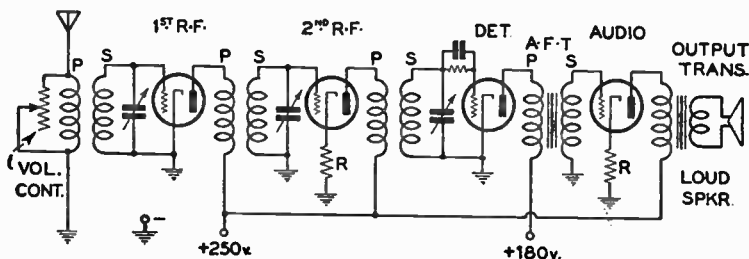 1ST R.F.
2ND R.F.
DET.
A.F.T
AUDIO
OUTPUT
TRANS.
P
S
P
S
P
S
P
S
VOL.
CONT.
R
R
LOUD
SPKR.
-
+250v.
+180v.